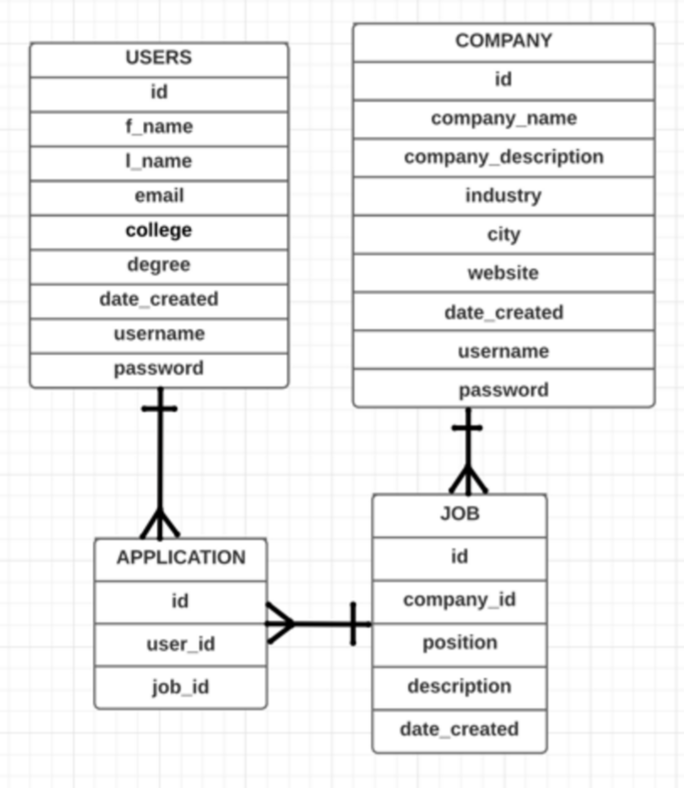 USERS
id
f_name
l_name
email
college
degree
date_created
username
password
COMPANY
id
company_name
company_description
industry
city
website
date_created
username
password
APPLICATION
id
user_id
job_id
JOB
id
company_id
position
description
date_created